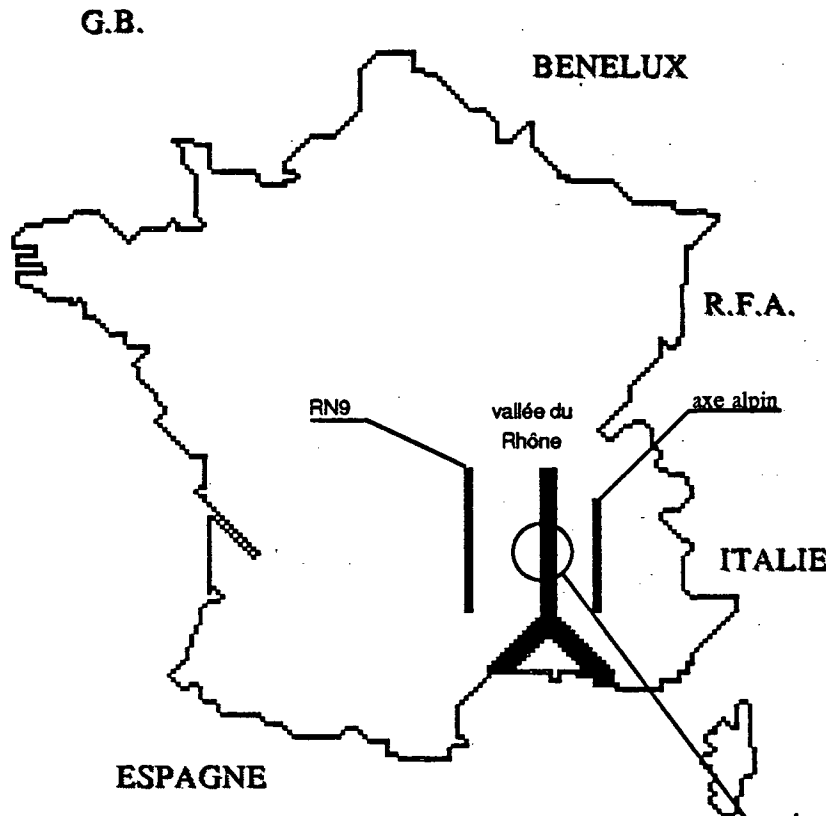 G.B.
BENELUX
R.F.A.
RN9
vallée du
Rhône
axe alpin
ITALIE
ESPAGNE